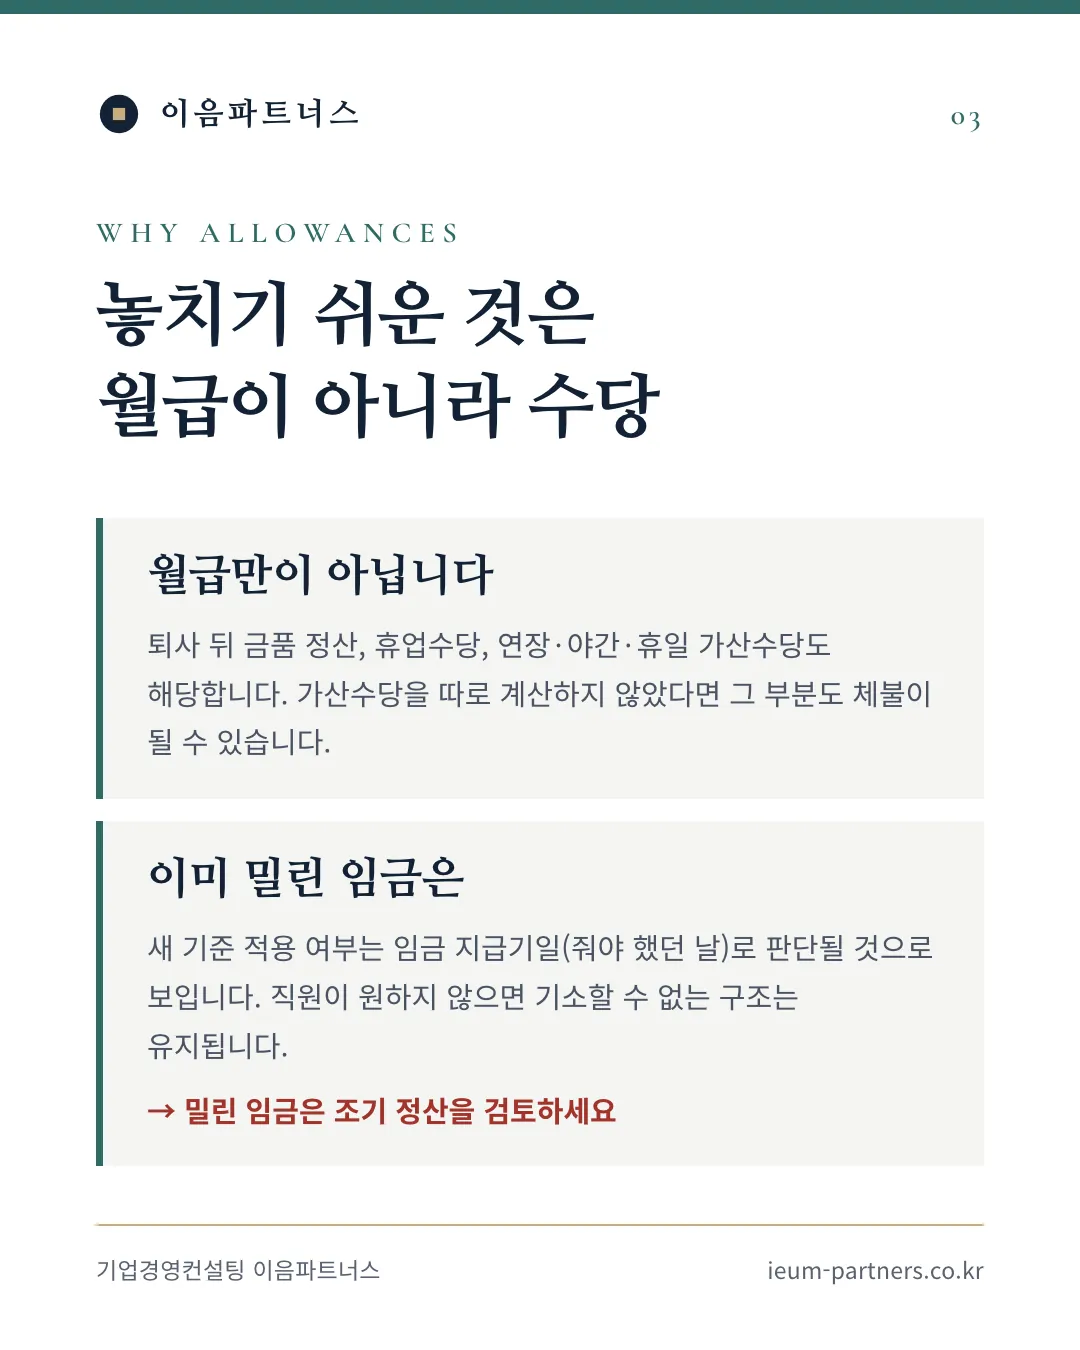 이음파트너스
03
WHY ALLOWANCES
놓치기 쉬운 것은
월급이 아니라 수당
월급만이 아닙니다
퇴사 뒤 금품 정산, 휴업수당, 연장·야간·휴일 가산수당도
해당합니다. 가산수당을 따로 계산하지 않았다면 그 부분도 체불이
될 수 있습니다.
이미 밀린 임금은
새 기준 적용 여부는 임금 지급기일(줘야 했던 날)로 판단될 것으로
보입니다. 직원이 원하지 않으면 기소할 수 없는 구조는
유지됩니다.
→ 밀린 임금은 조기 정산을 검토하세요
기업경영컨설팅 이음파트너스
ieum-partners.co.kr